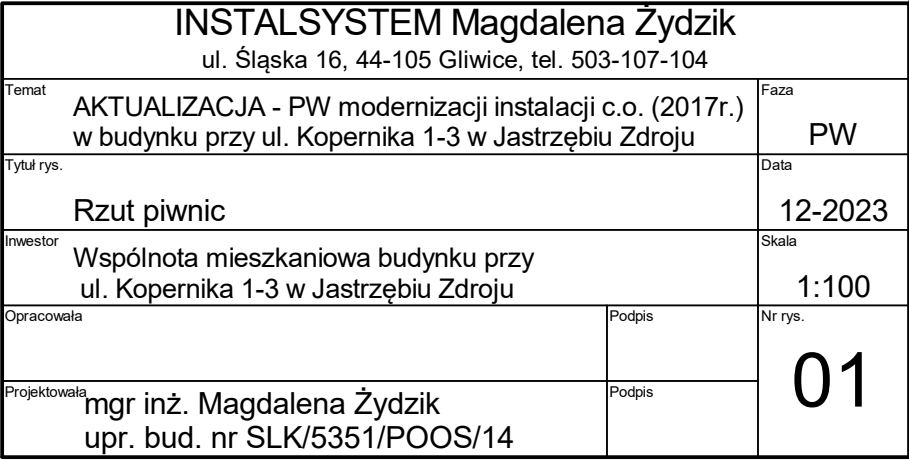 INSTALSYSTEM Magdalena Żydzik
ul. Śląska 16, 44-105 Gliwice, tel. 503-107-104
Temat
AKTUALIZACJA - PW modernizacji instalacji c.o. (2017r.)
w budynku przy ul. Kopernika 1-3 w Jastrzębiu Zdroju
Faza
PW
Tytuł rys.
Rzut piwnic
Data
12-2023
Inwestor
Wspólnota mieszkaniowa budynku przy
ul. Kopernika 1-3 w Jastrzębiu Zdroju
Skala
1:100
Opracowała
Podpis
Nr rys.
01
Projektowała
mgr inż. Magdalena Żydzik
upr. bud. nr SLK/5351/POOS/14
Podpis